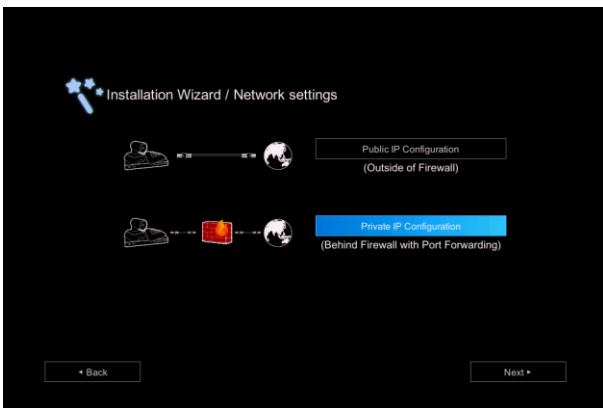 Installation Wizard / Network settings
Public IP Configuration
(Outside of Firewall)
Private IP Configuration
(Behind Firewall with Port Forwarding)
◂ Back
Next ▸